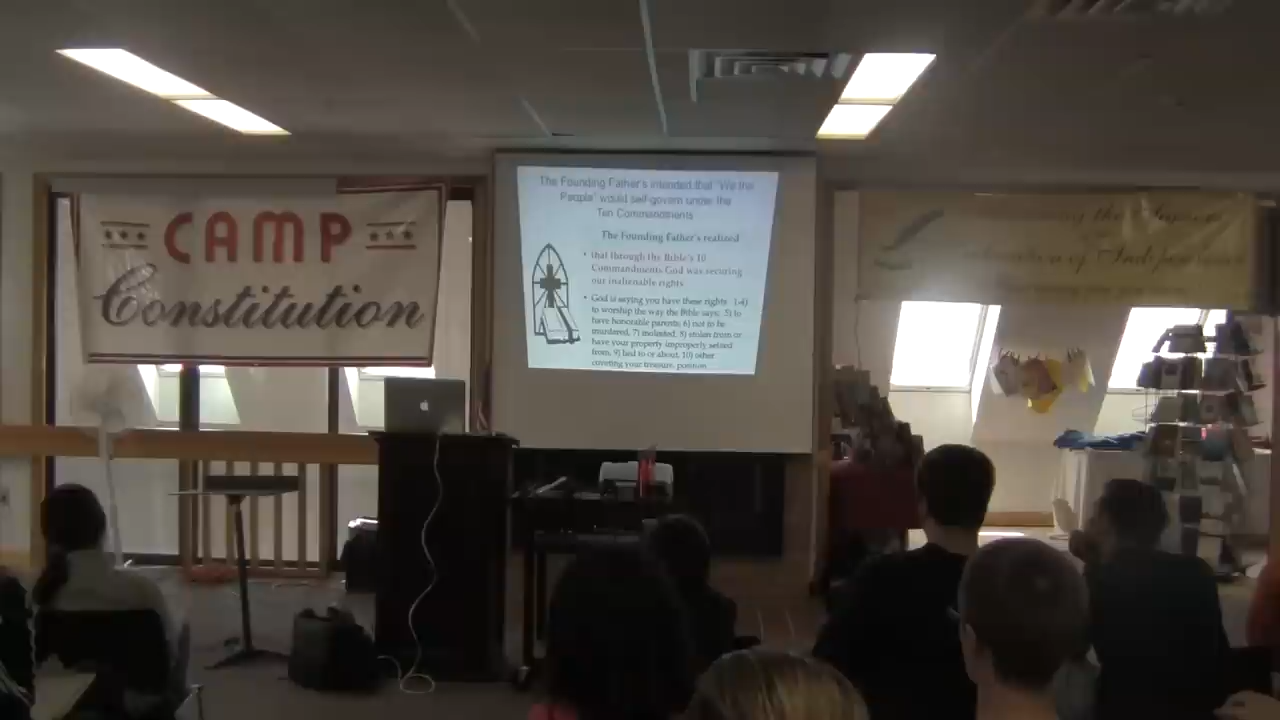 CAMP
Constitution
The Founding Father's intended that "We the
People" would self-govern under the
Ten Commandments
The Founding Father's realized
• that through the Bible's 10
Commandments God was securing
our inalienable rights
• God is saying you have these rights 1-4)
to worship the way the Bible says, 5) to
have honorable parents, 6) not to be
murdered, 7) molested, 8) stolen from or
have your property improperly seized
from, 9) lied to or about, 10) other
coveting your treasure, position
the
of